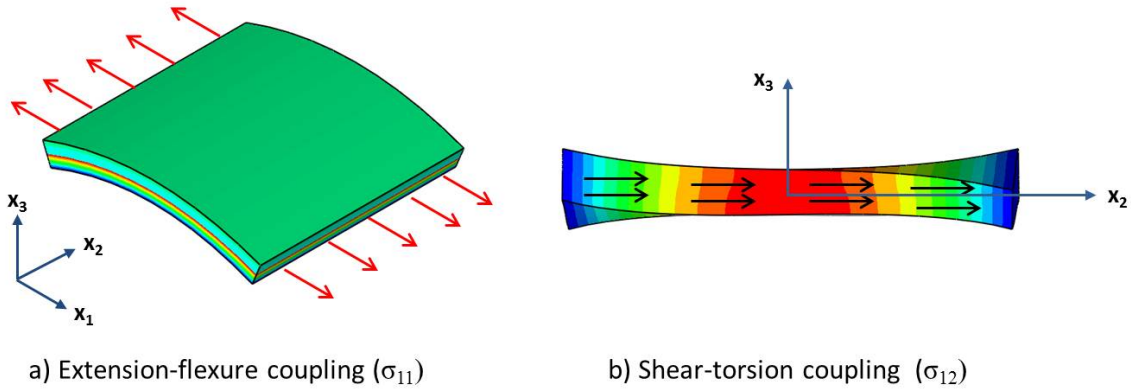 x₃
x₂
x₁
x₃
x₂
a) Extension-flexure coupling (σ₁₁)
b) Shear-torsion coupling (σ₁₂)